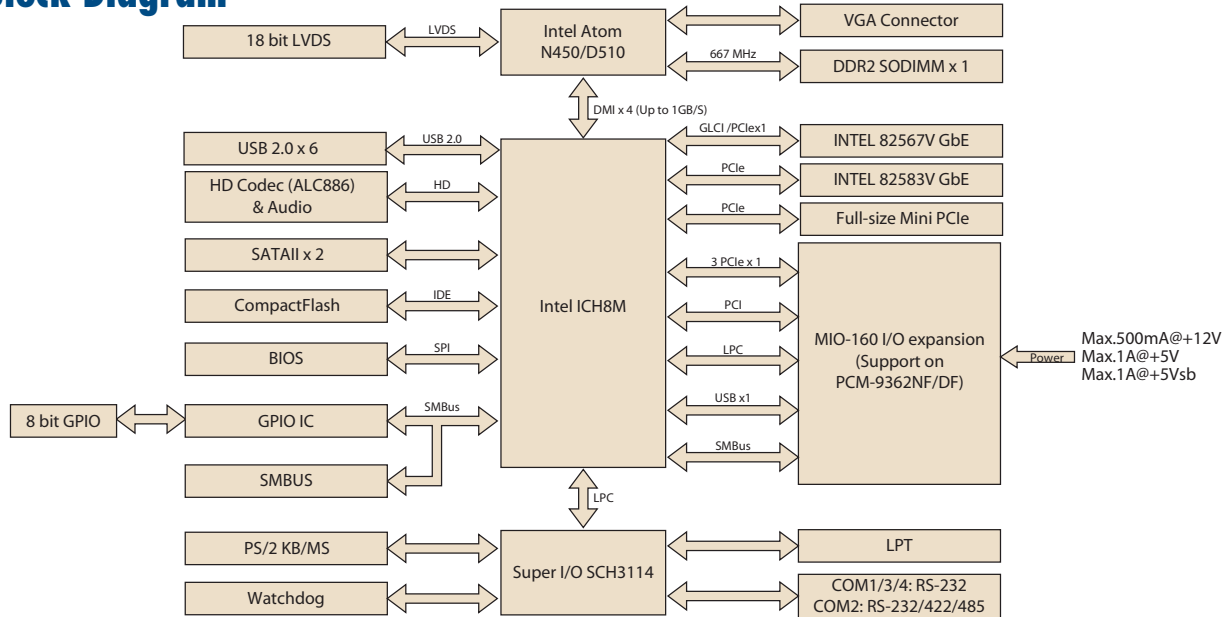 Block Diagram
18 bit LVDS
LVDS
Intel Atom
N450/D510
VGA Connector
667 MHz
DDR2 SODIMM x 1
DMI x 4 (Up to 1GB/S)
USB 2.0 x 6
USB 2.0
HD Codec (ALC886)
& Audio
HD
SATAII x 2
CompactFlash
IDE
BIOS
SPI
8 bit GPIO
GPIO IC
SMBus
SMBUS
Intel ICH8M
GLCI /PCIex1
INTEL 82567V GbE
PCIe
INTEL 82583V GbE
PCIe
Full-size Mini PCIe
3 PCIe x 1
PCI
LPC
USB x1
SMBus
MIO-160 I/O expansion
(Support on
PCM-9362NF/DF)
Power
Max.500mA@+12V
Max.1A@+5V
Max.1A@+5Vsb
LPC
PS/2 KB/MS
Watchdog
Super I/O SCH3114
LPT
COM1/3/4: RS-232
COM2: RS-232/422/485